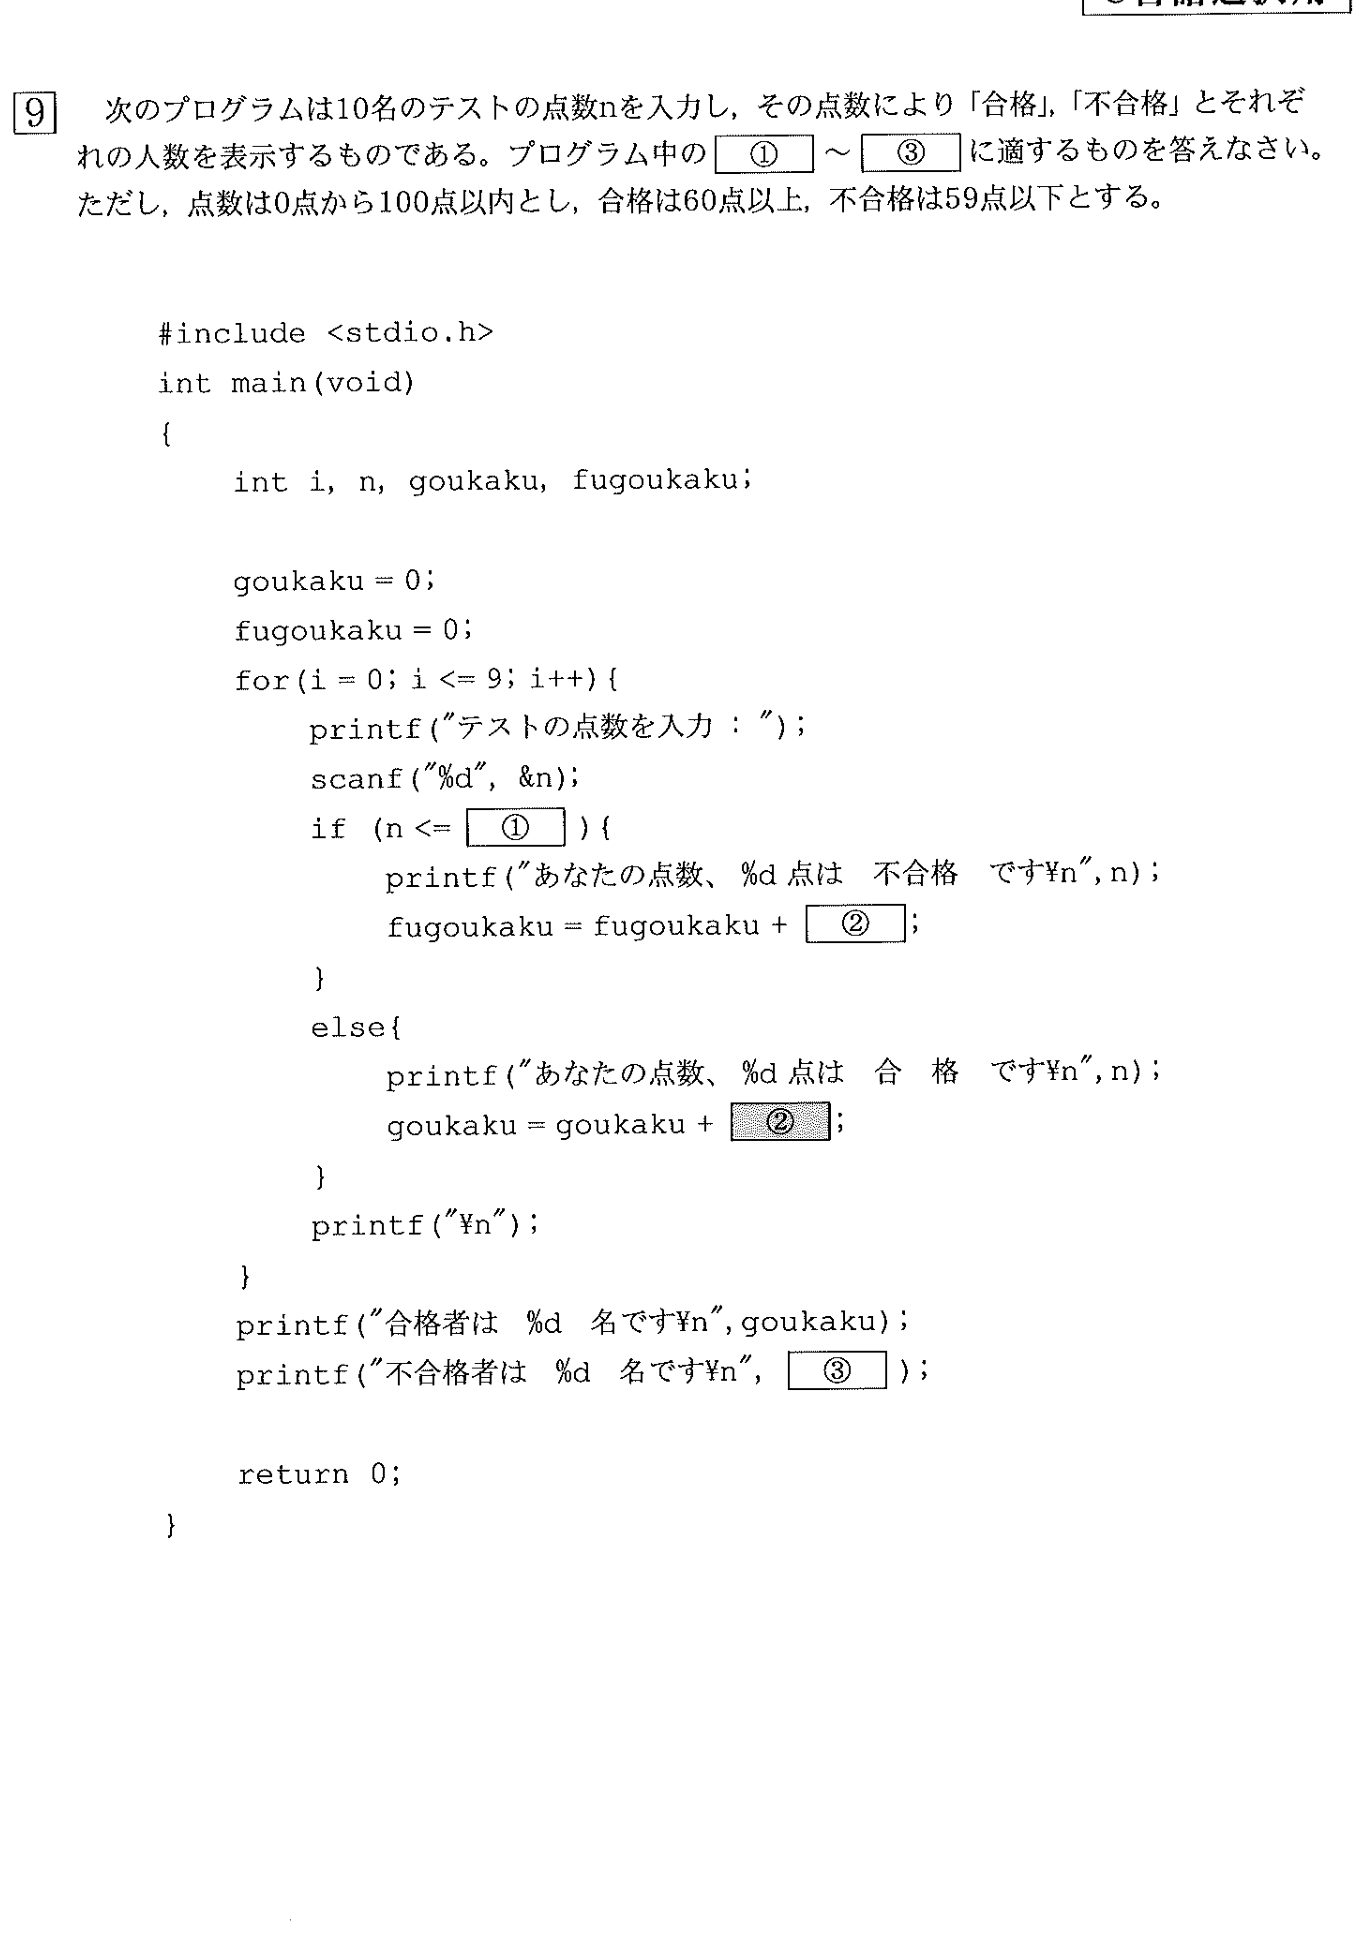 9 次のプログラムは10名のテストの点数nを入力し，その点数により「合格」，「不合格」とそれぞ
れの人数を表示するものである。プログラム中の ① ～ ③ に適するものを答えなさい。
ただし，点数は0点から100点以内とし，合格は60点以上，不合格は59点以下とする。
#include <stdio.h>
int main(void)
{
int i, n, goukaku, fugoukaku;
goukaku = 0;
fugoukaku = 0;
for(i = 0; i <= 9; i++){
printf("テストの点数を入力 : ");
scanf("%d", &n);
if (n <= ① ){
printf("あなたの点数、 %d 点は　不合格　です¥n",n);
fugoukaku = fugoukaku + ② ;
}
else{
printf("あなたの点数、 %d 点は　合　格　です¥n",n);
goukaku = goukaku + ② ;
}
printf("¥n");
}
printf("合格者は　%d　名です¥n",goukaku);
printf("不合格者は　%d　名です¥n", ③ );
return 0;
}